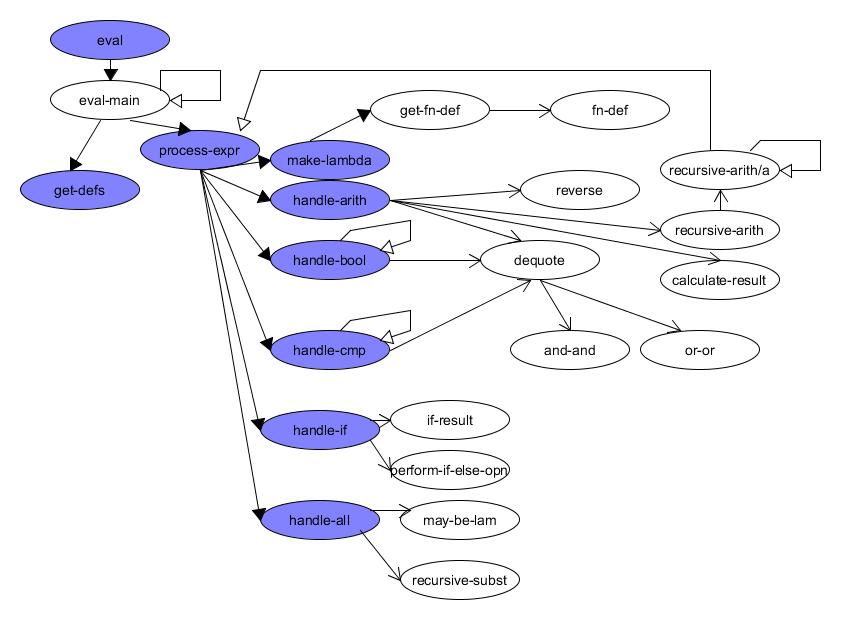 eval
eval-main
process-expr
get-defs
get-fn-def
fn-def
make-lambda
handle-arith
reverse
recursive-arith/a
recursive-arith
handle-bool
dequote
calculate-result
handle-cmp
and-and
or-or
handle-if
if-result
perform-if-else-opn
handle-all
may-be-lam
recursive-subst